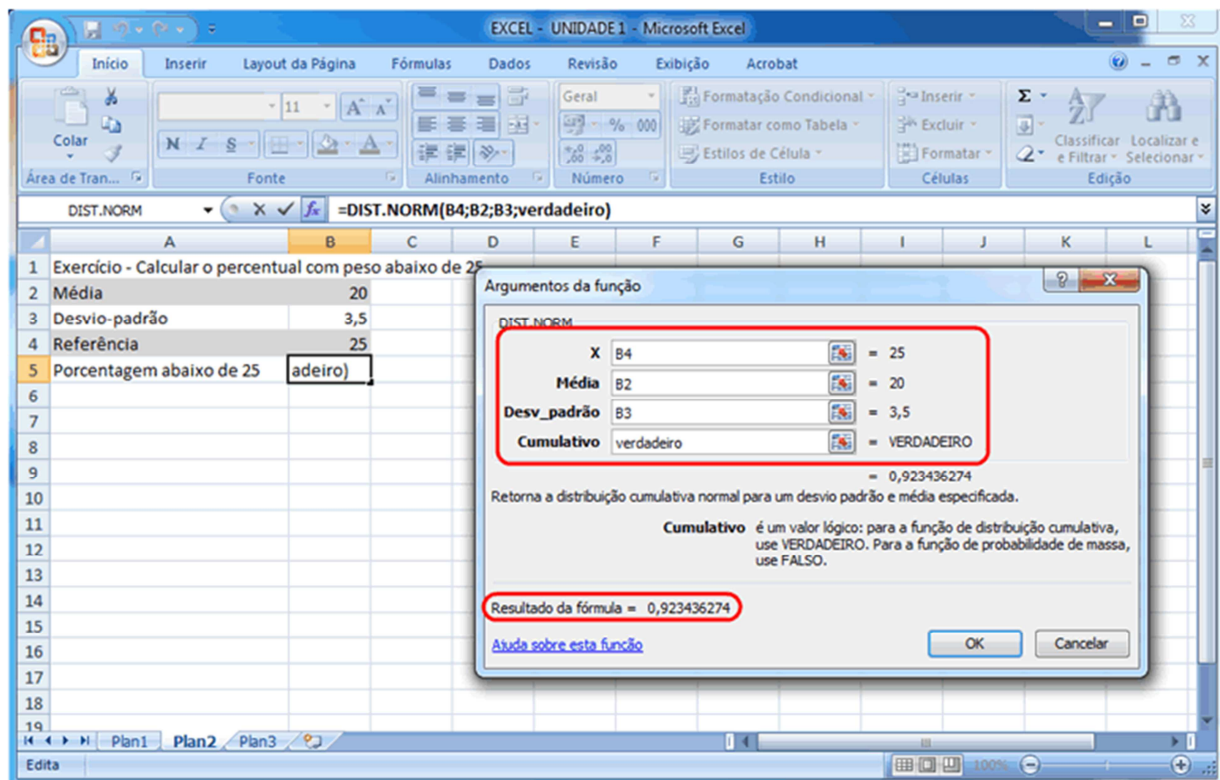 EXCEL - UNIDADE 1 - Microsoft Excel
Início Inserir Layout da Página Fórmulas Dados Revisão Exibição Acrobat
Colar
Área de Tran...
11
N I S
Fonte
Alinhamento
Geral
% 000
Número
Formatação Condicional
Formatar como Tabela
Estilos de Célula
Estilo
Inserir
Excluir
Formatar
Células
Σ
Classificar e Filtrar
Localizar e Selecionar
Edição
DIST.NORM =DIST.NORM(B4;B2;B3;verdadeiro)
A B C D E F G H I J K L
1 Exercício - Calcular o percentual com peso abaixo de 25
2 Média 20
3 Desvio-padrão 3,5
4 Referência 25
5 Porcentagem abaixo de 25 adeiro)
6
7
8
9
10
11
12
13
14
15
16
17
18
19
Argumentos da função
DIST.NORM
X B4 = 25
Média B2 = 20
Desv_padrão B3 = 3,5
Cumulativo verdadeiro = VERDADEIRO
= 0,923436274
Retorna a distribuição cumulativa normal para um desvio padrão e média especificada.
Cumulativo é um valor lógico: para a função de distribuição cumulativa,
use VERDADEIRO. Para a função de probabilidade de massa,
use FALSO.
Resultado da fórmula = 0,923436274
Ajuda sobre esta função
OK Cancelar
Plan1 Plan2 Plan3
Edita 100%